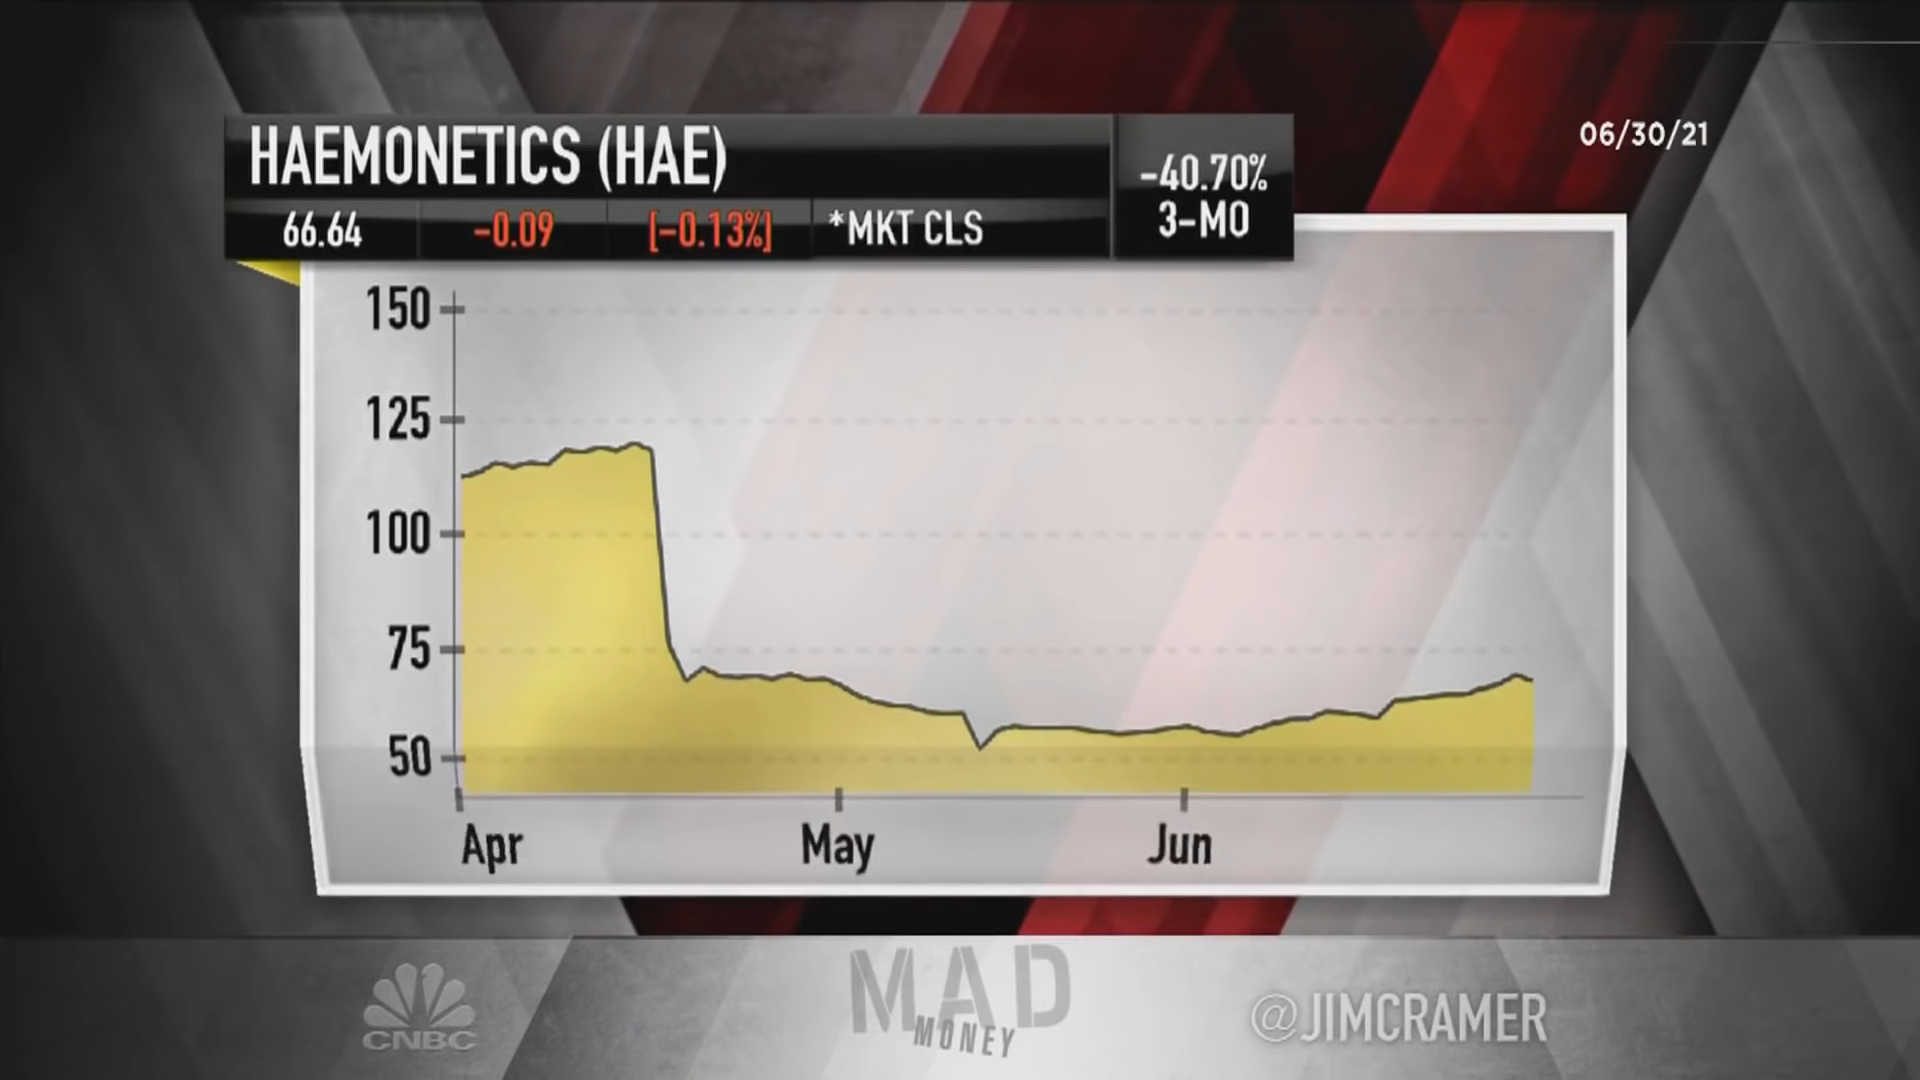 HAEMONETICS (HAE)
66.64 -0.09 [-0.13%] *MKT CLS
-40.70%
3-MO
06/30/21
150
125
100
75
50
Apr May Jun
CNBC
MAD
MONEY
@JIMCRAMER